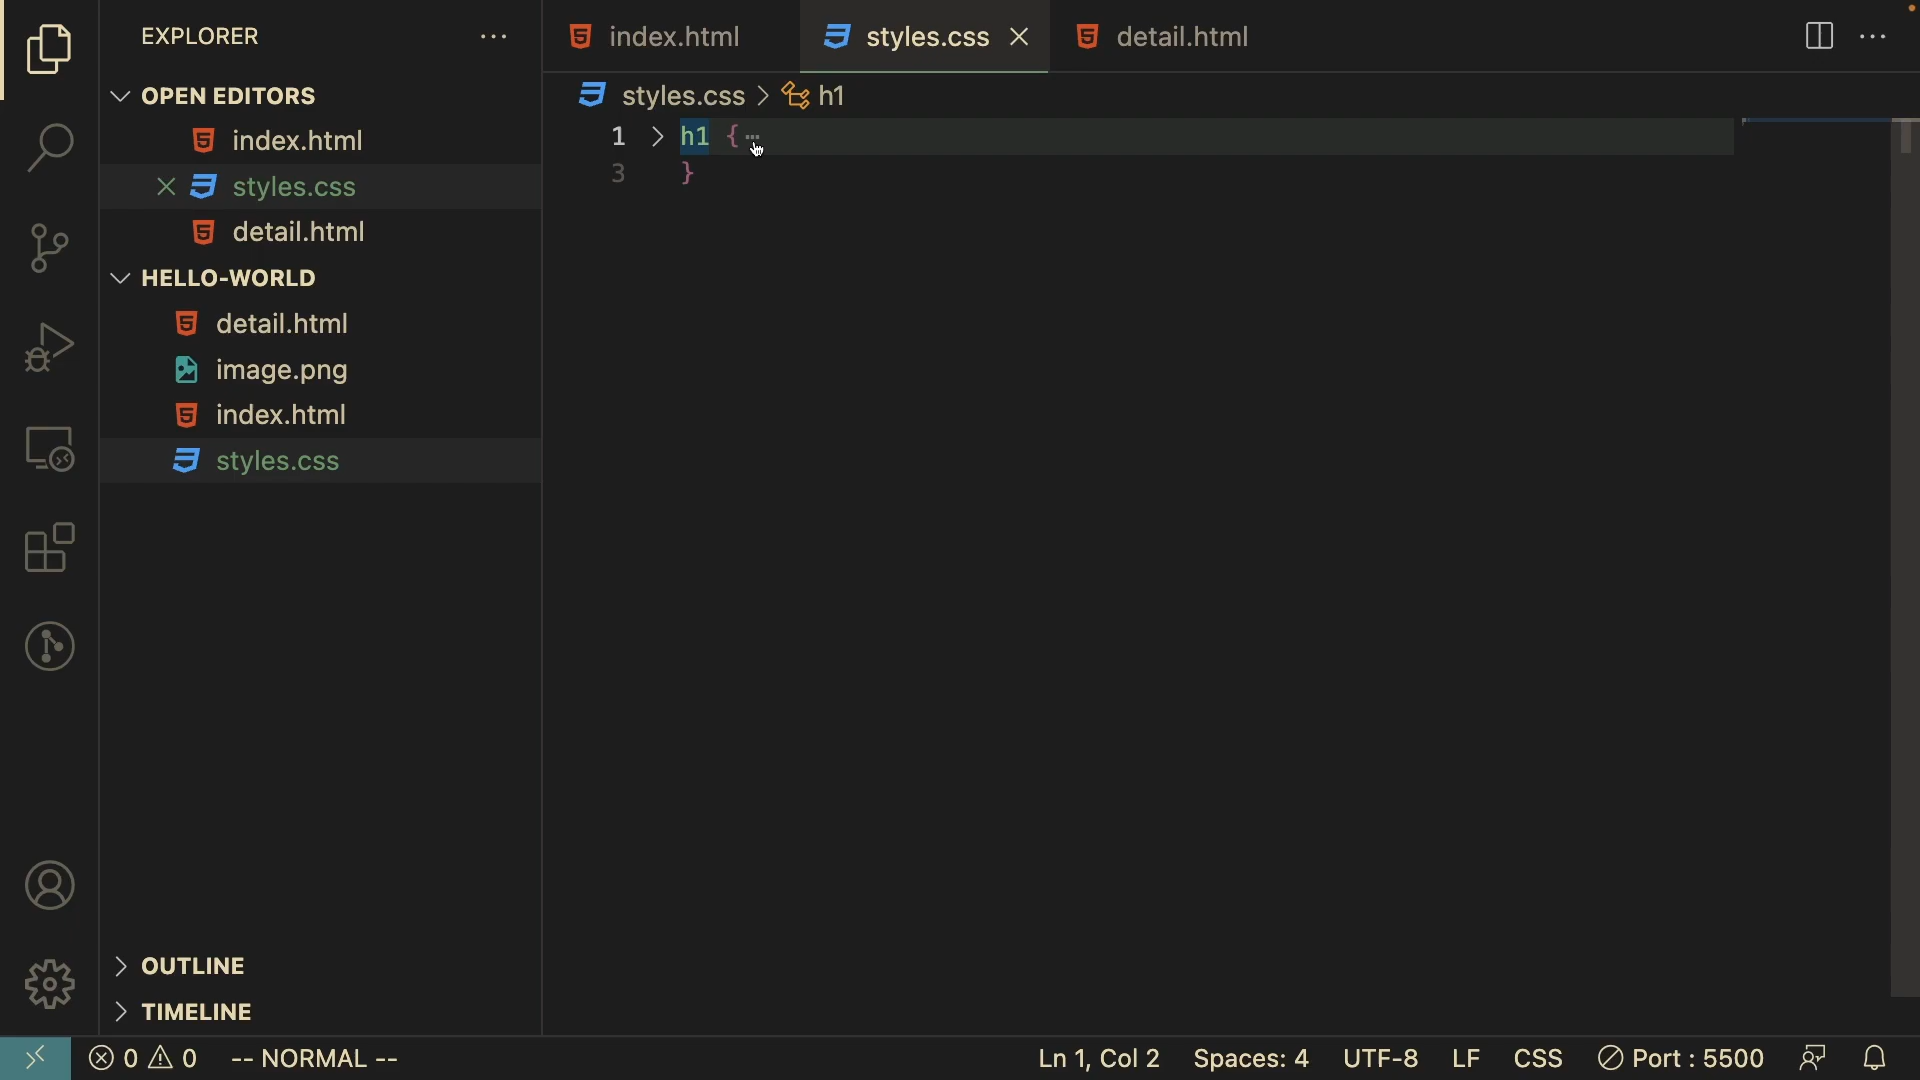 EXPLORER
index.html
styles.css
detail.html
OPEN EDITORS
index.html
styles.css
detail.html
HELLO-WORLD
detail.html
image.png
index.html
styles.css
OUTLINE
TIMELINE
styles.css > h1
1 > h1 { ⋯
3 }
0 0 -- NORMAL --
Ln 1, Col 2 Spaces: 4 UTF-8 LF CSS Port : 5500